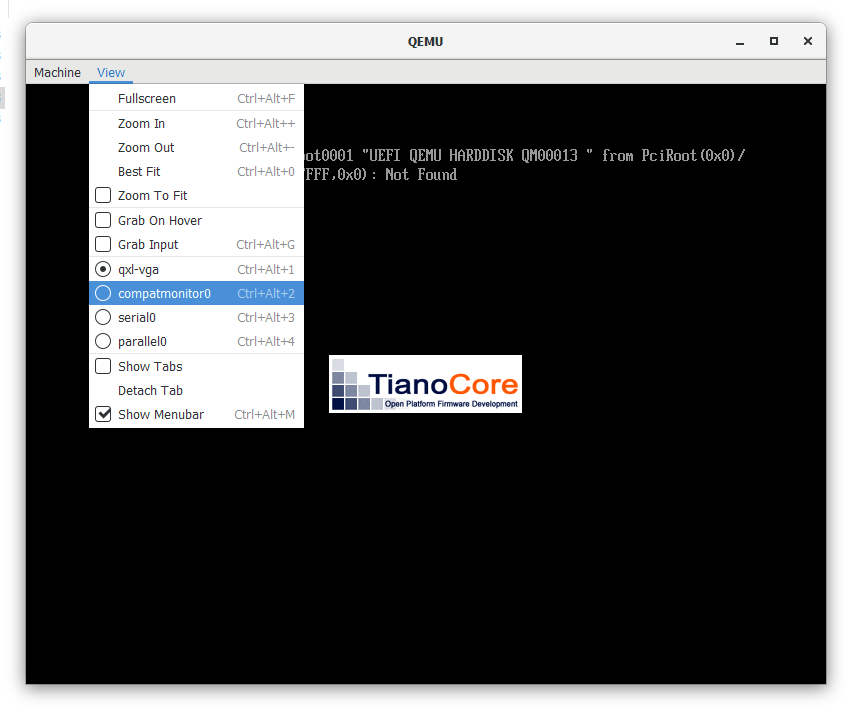 QEMU
Machine View
Fullscreen Ctrl+Alt+F
Zoom In Ctrl+Alt++
Zoom Out Ctrl+Alt+-
Best Fit Ctrl+Alt+0
Zoom To Fit
Grab On Hover
Grab Input Ctrl+Alt+G
qxl-vga Ctrl+Alt+1
compatmonitor0 Ctrl+Alt+2
serial0 Ctrl+Alt+3
parallel0 Ctrl+Alt+4
Show Tabs
Detach Tab
Show Menubar Ctrl+Alt+M
oot0001 "UEFI QEMU HARDDISK QM00013 " from PciRoot(0x0)/
FFF,0x0): Not Found
TianoCore
Open Platform Firmware Development